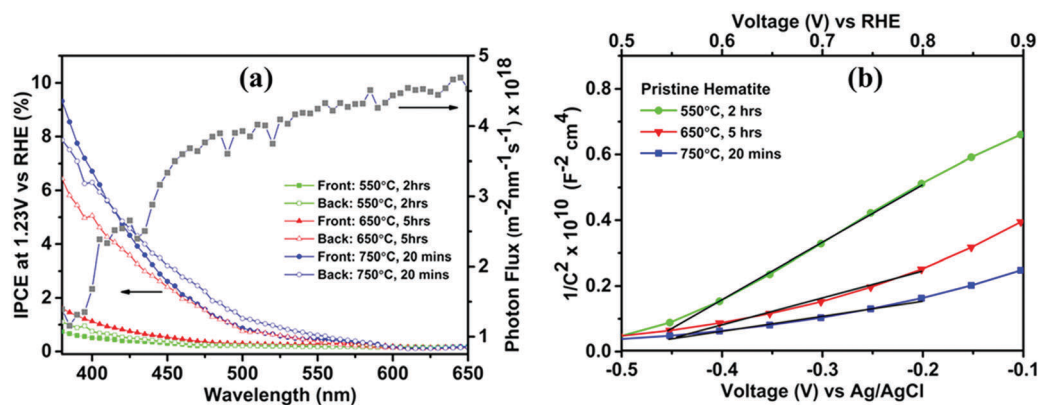 (a)
IPCE at 1.23V vs RHE (%)
10
8
6
4
2
0
400
450
500
550
600
650
Wavelength (nm)
5
4
3
2
1
Photon Flux (m⁻²nm⁻¹s⁻¹) x 10¹⁸
Front: 550°C, 2hrs
Back: 550°C, 2hrs
Front: 650°C, 5hrs
Back: 650°C, 5hrs
Front: 750°C, 20 mins
Back: 750°C, 20 mins
(b)
Voltage (V) vs RHE
0.5
0.6
0.7
0.8
0.9
1/C² x 10¹⁰ (F⁻² cm⁴)
0.8
0.6
0.4
0.2
0.0
Pristine Hematite
550°C, 2 hrs
650°C, 5 hrs
750°C, 20 mins
-0.5
-0.4
-0.3
-0.2
-0.1
Voltage (V) vs Ag/AgCl